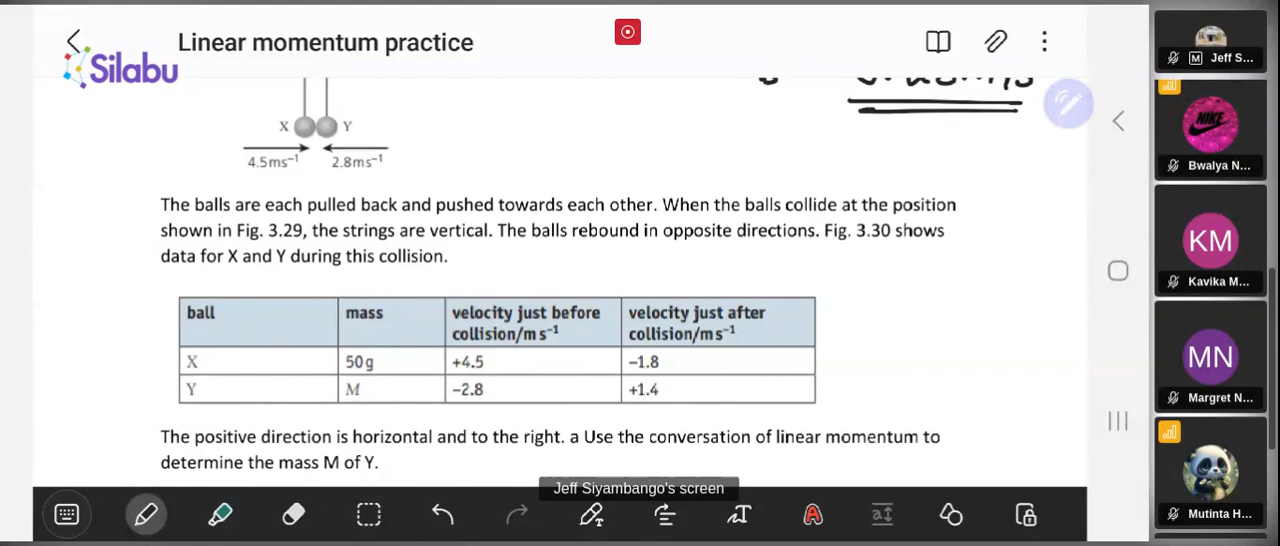 Linear momentum practice
Silabu
X Y
4.5ms⁻¹ 2.8ms⁻¹
The balls are each pulled back and pushed towards each other. When the balls collide at the position
shown in Fig. 3.29, the strings are vertical. The balls rebound in opposite directions. Fig. 3.30 shows
data for X and Y during this collision.
ball mass velocity just before collision/m s⁻¹ velocity just after collision/m s⁻¹
X 50 g +4.5 −1.8
Y M −2.8 +1.4
The positive direction is horizontal and to the right. a Use the conversation of linear momentum to
determine the mass M of Y.
Jeff Siyambango's screen
M Jeff S...
NIKE
Bwalya N...
KM
Kavika M...
MN
Margret N...
Mutinta H...